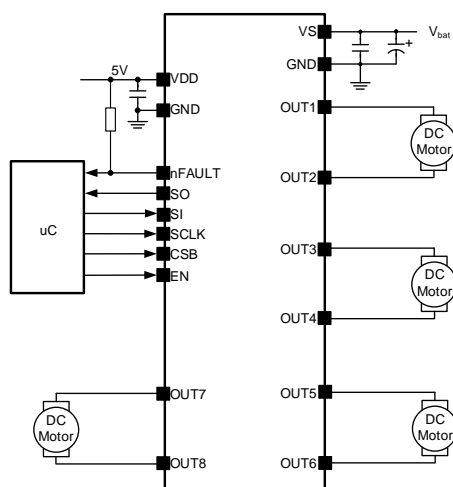 VS
V_bat
5V
VDD
GND
GND
OUT1
DC
Motor
nFAULT
OUT2
SO
SI
uC
SCLK
CSB
EN
OUT3
DC
Motor
OUT4
OUT7
OUT5
DC
Motor
DC
Motor
OUT8
OUT6